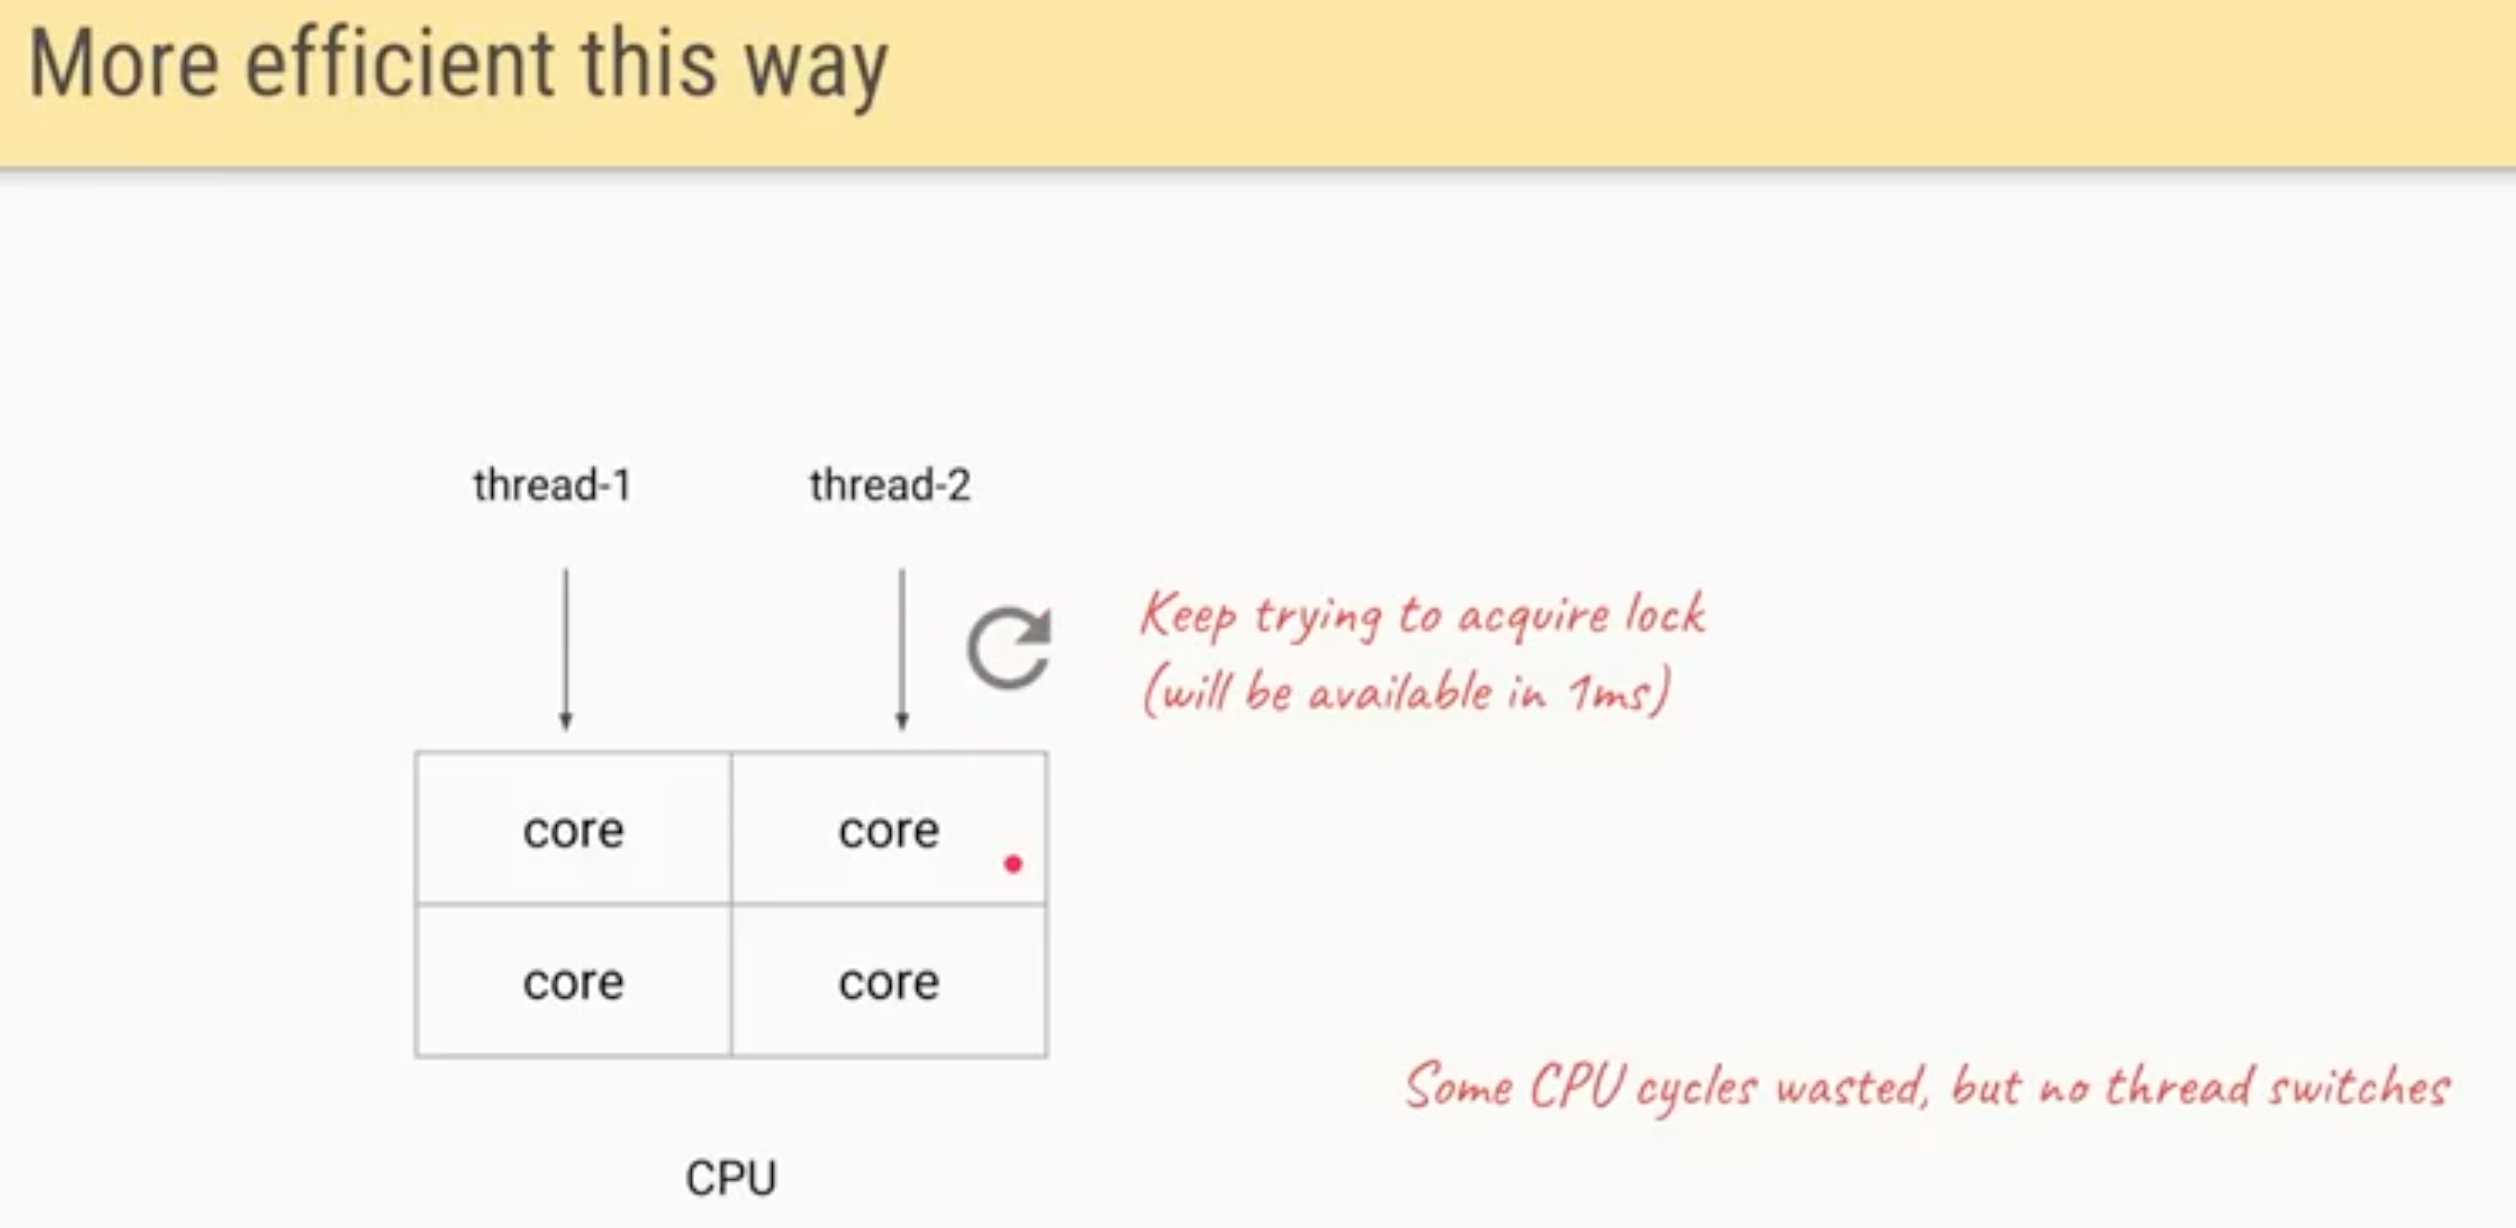 More efficient this way
thread-1 thread-2
Keep trying to acquire lock
(will be available in 1ms)
core core
core core
Some CPU cycles wasted, but no thread switches
CPU